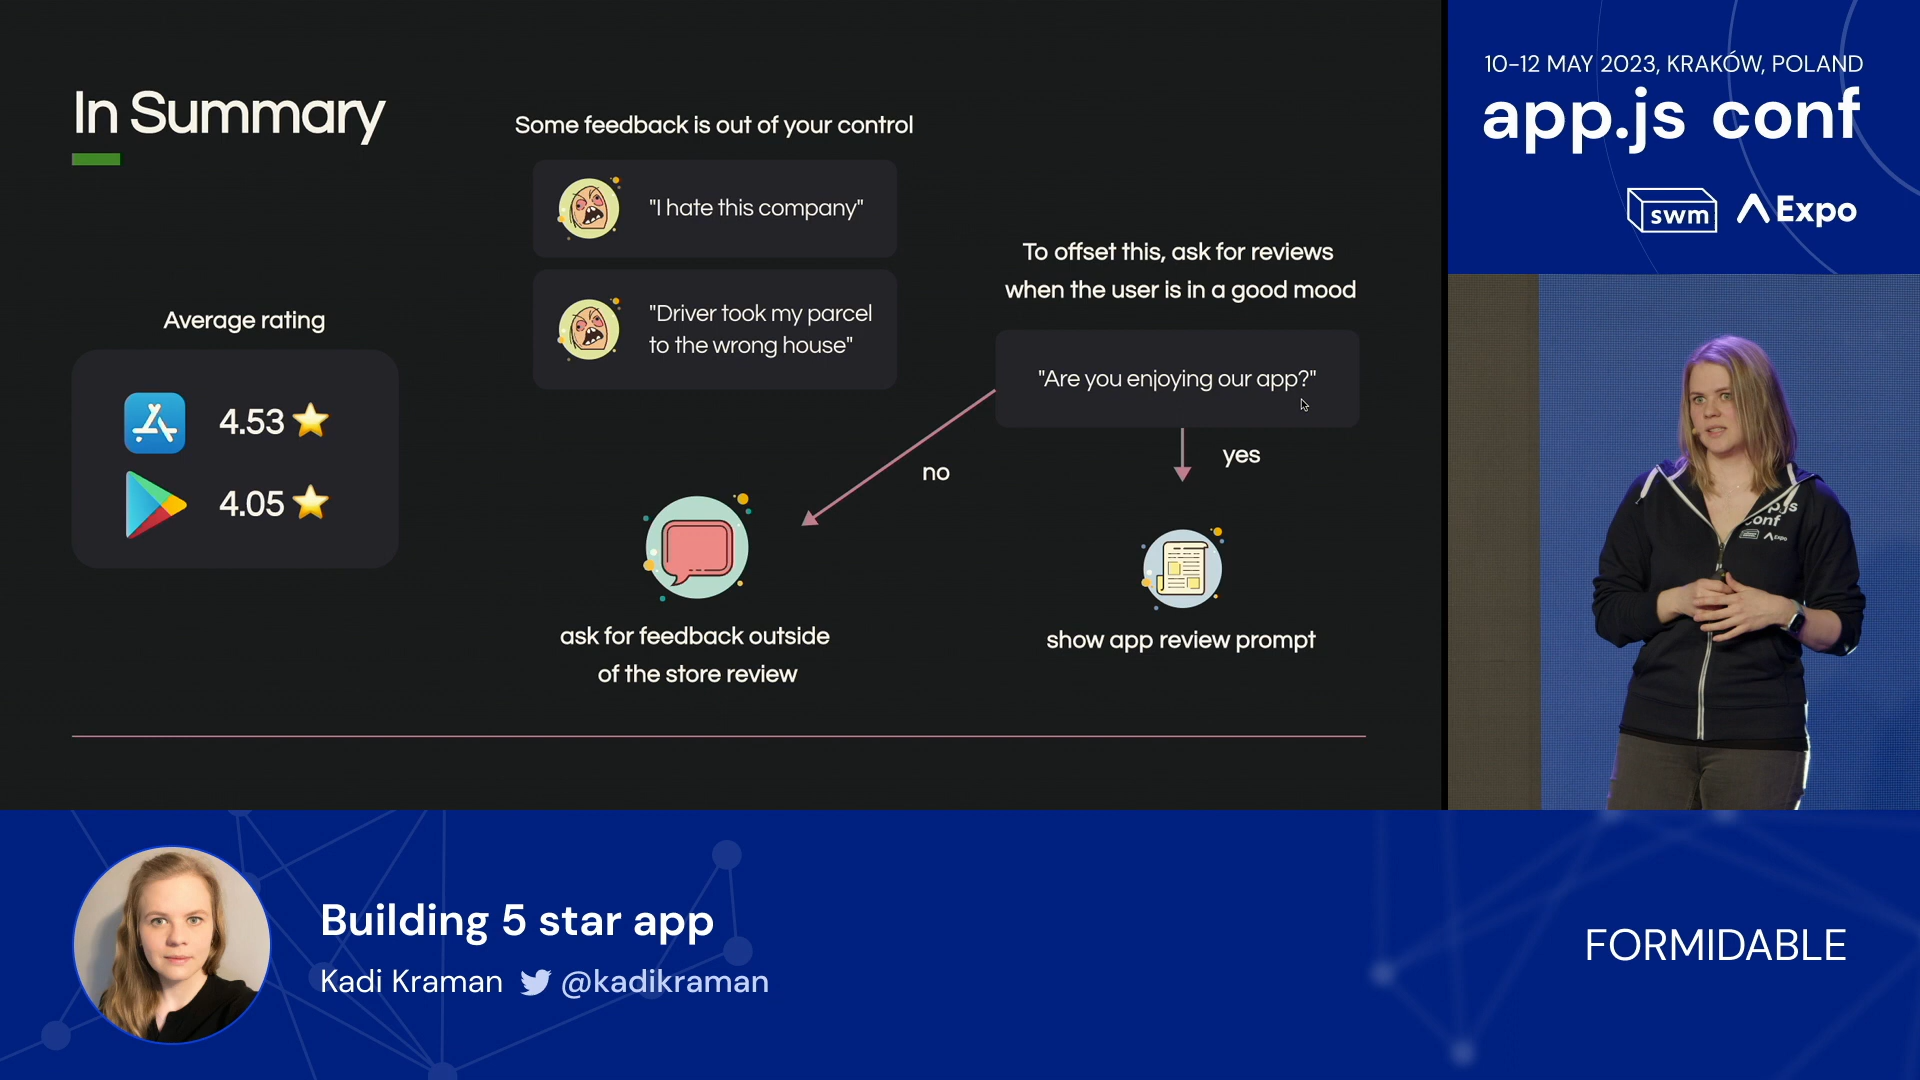 In Summary
Average rating
4.53
4.05
Some feedback is out of your control
"I hate this company"
"Driver took my parcel
to the wrong house"
To offset this, ask for reviews
when the user is in a good mood
"Are you enjoying our app?"
no
yes
ask for feedback outside
of the store review
show app review prompt
10-12 MAY 2023, KRAKÓW, POLAND
app.js conf
swm
Expo
conf
Expo
Building 5 star app
Kadi Kraman @kadikraman
FORMIDABLE